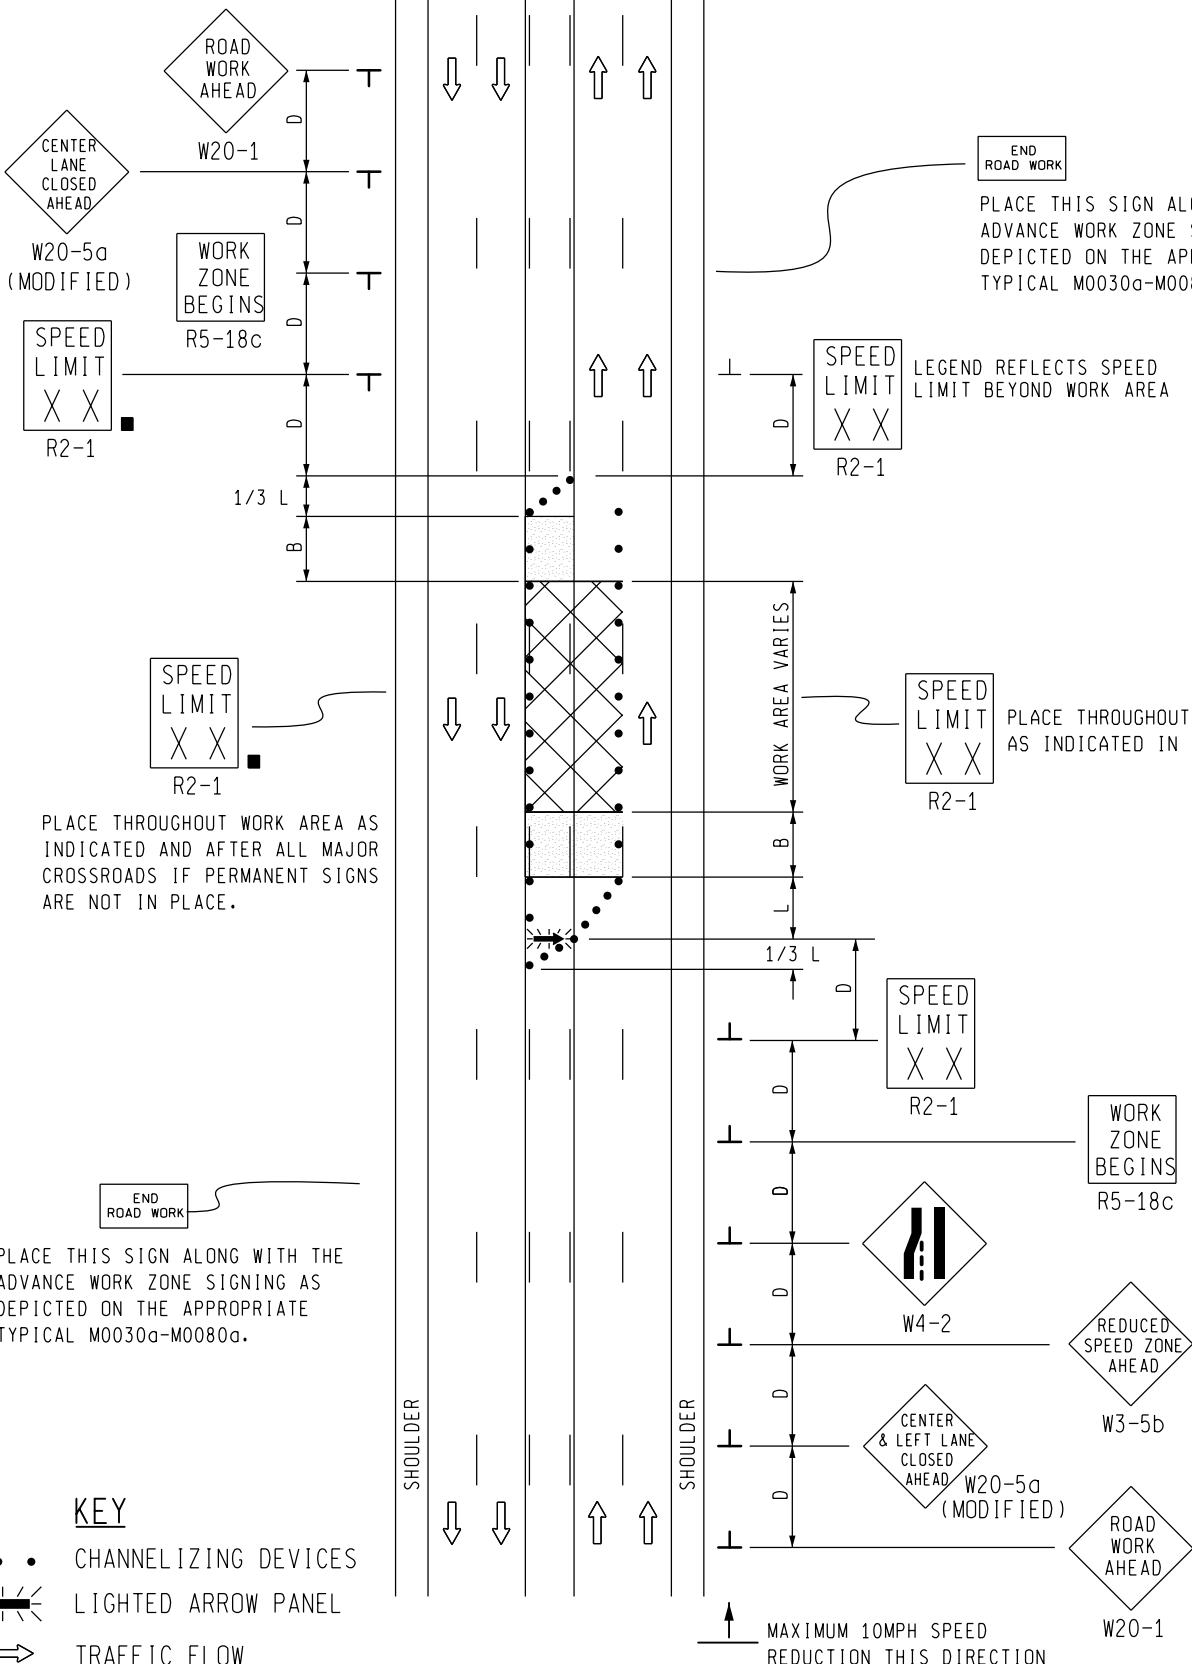 ROAD
WORK
AHEAD
W20-1
D
CENTER
LANE
CLOSED
AHEAD
W20-5a
(MODIFIED)
D
WORK
ZONE
BEGINS
R5-18c
D
SPEED
LIMIT
X X
R2-1
D
1/3 L
B
END
ROAD WORK
PLACE THIS SIGN
ADVANCE WORK ZONE
DEPICTED ON THE
TYPICAL
SPEED
LIMIT
X X
R2-1
LEGEND REFLECTS SPEED
LIMIT BEYOND WORK AREA
D
WORK AREA VARIES
SPEED
LIMIT
X X
R2-1
PLACE THROUGHOUT WORK AREA AS
INDICATED AND AFTER ALL MAJOR
CROSSROADS IF PERMANENT SIGNS
ARE NOT IN PLACE.
SPEED
LIMIT
X X
R2-1
PLACE THROUGHOUT
AS INDICATED IN
B
L
1/3 L
D
SPEED
LIMIT
X X
R2-1
D
WORK
ZONE
BEGINS
R5-18c
D
W4-2
D
REDUCED
SPEED ZONE
AHEAD
W3-5b
D
CENTER
& LEFT LANE
CLOSED
AHEAD
W20-5a
(MODIFIED)
D
ROAD
WORK
AHEAD
W20-1
END
ROAD WORK
PLACE THIS SIGN ALONG WITH THE
ADVANCE WORK ZONE SIGNING AS
DEPICTED ON THE APPROPRIATE
TYPICAL M0030a-M0080a.
SHOULDER
SHOULDER
KEY
CHANNELIZING DEVICES
LIGHTED ARROW PANEL
TRAFFIC FLOW
MAXIMUM 10MPH SPEED
REDUCTION THIS DIRECTION